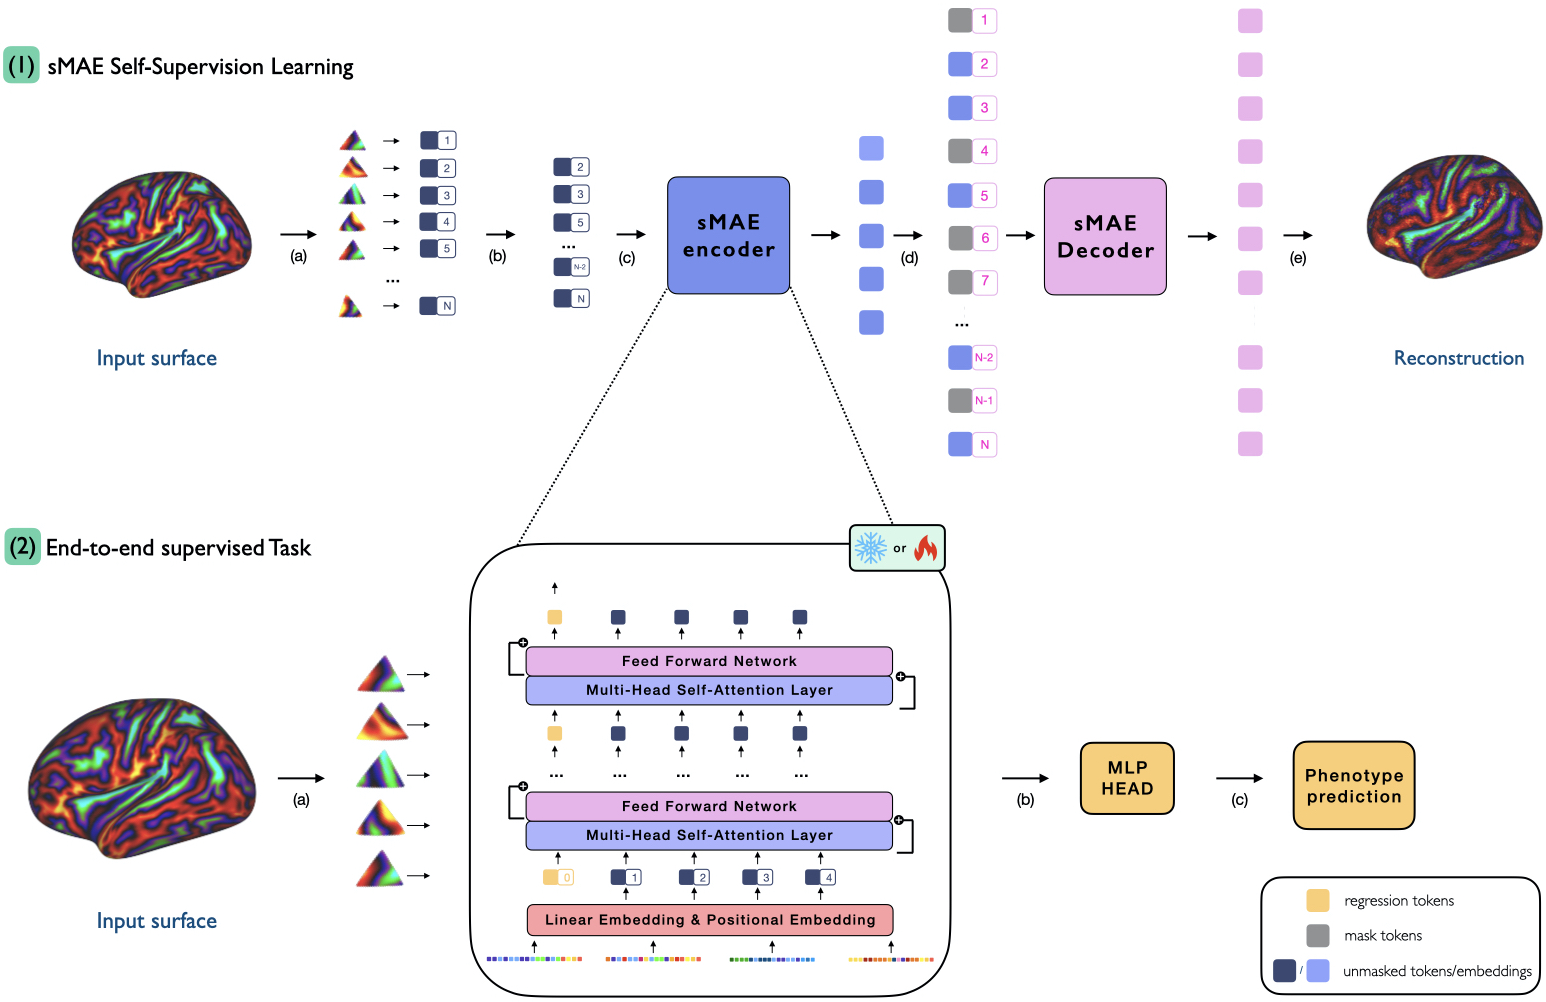 (1) sMAE Self-Supervision Learning
Input surface
(a)
1
2
3
4
5
...
N
(b)
2
3
5
...
N-2
N
(c)
sMAE
encoder
(d)
1
2
3
4
5
6
7
...
N-2
N-1
N
sMAE
Decoder
(e)
Reconstruction
(2) End-to-end supervised Task
Input surface
(a)
or
Feed Forward Network
Multi-Head Self-Attention Layer
... ... ... ... ...
Feed Forward Network
Multi-Head Self-Attention Layer
0 1 2 3 4
Linear Embedding & Positional Embedding
(b)
MLP
HEAD
(c)
Phenotype
prediction
regression tokens
mask tokens
/ unmasked tokens/embeddings